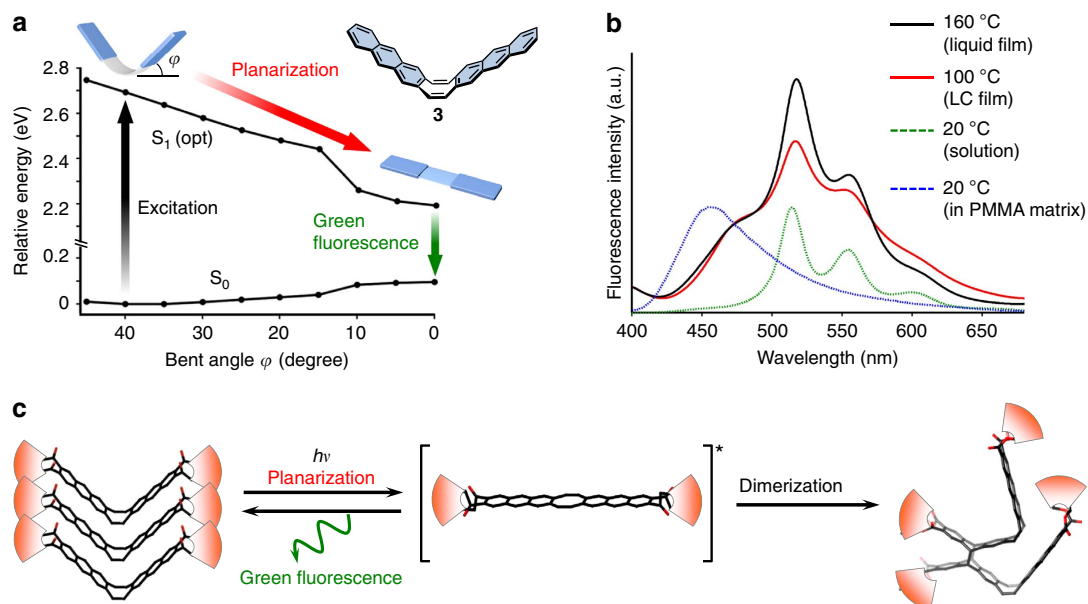 a
φ
Planarization
3
2.8
2.6
2.4
2.2
0.2
0
Relative energy (eV)
S1 (opt)
Excitation
Green
fluorescence
S0
40
30
20
10
0
Bent angle φ (degree)
b
160 °C
(liquid film)
100 °C
(LC film)
20 °C
(solution)
20 °C
(in PMMA matrix)
Fluorescence intensity (a.u.)
400
450
500
550
600
650
Wavelength (nm)
c
hν
Planarization
Green fluorescence
*
Dimerization